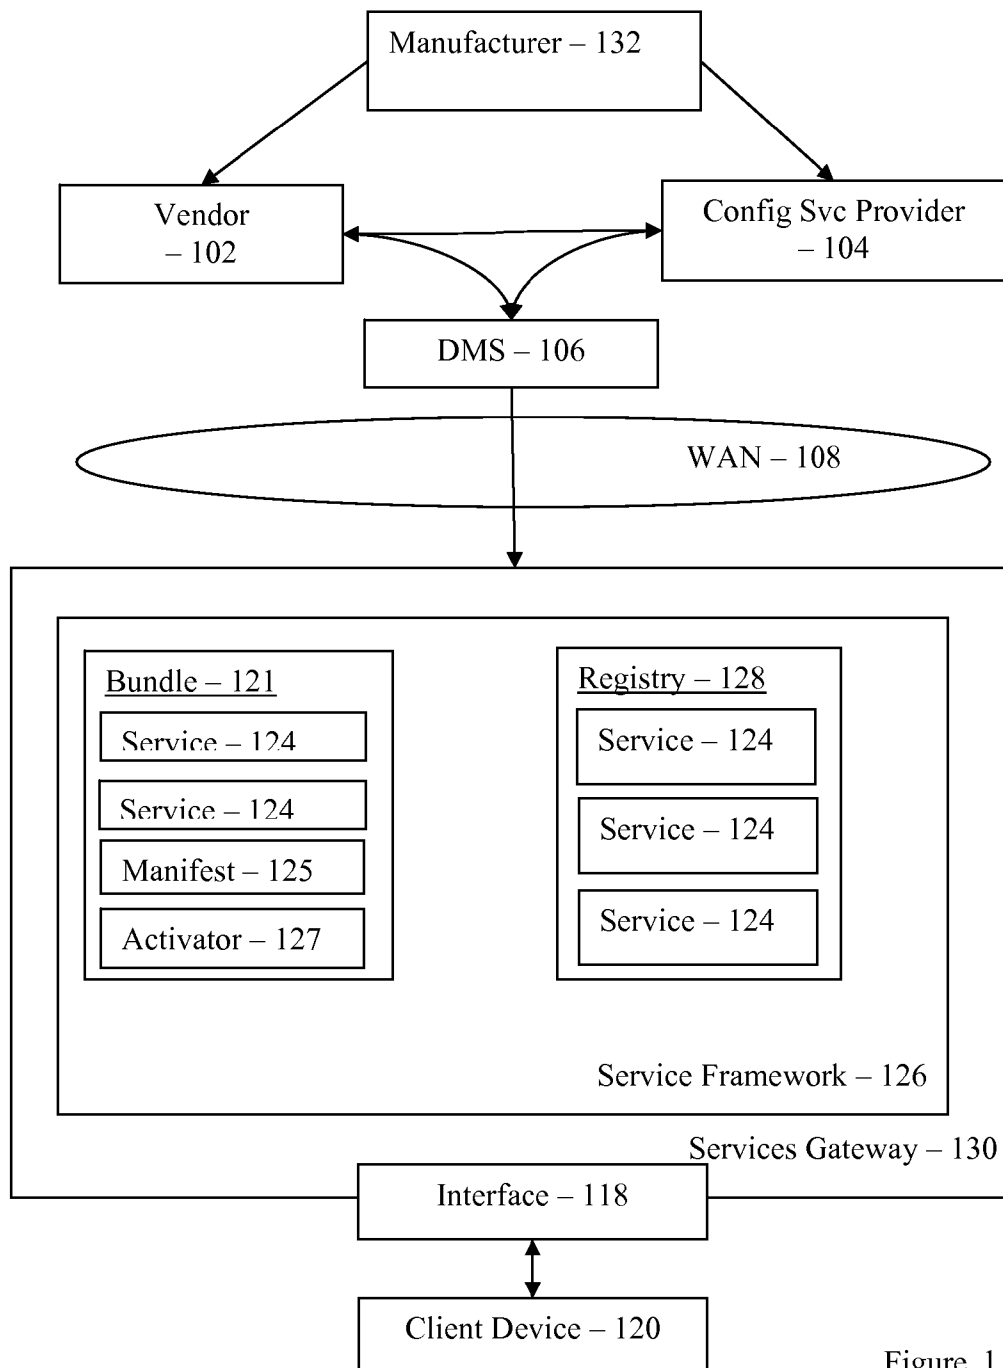 Manufacturer – 132
Vendor
– 102
Config Svc Provider
– 104
DMS – 106
WAN – 108
Bundle – 121
Service – 124
Service – 124
Manifest – 125
Activator – 127
Registry – 128
Service – 124
Service – 124
Service – 124
Service Framework – 126
Services Gateway – 130
Interface – 118
Client Device – 120
Figure 1